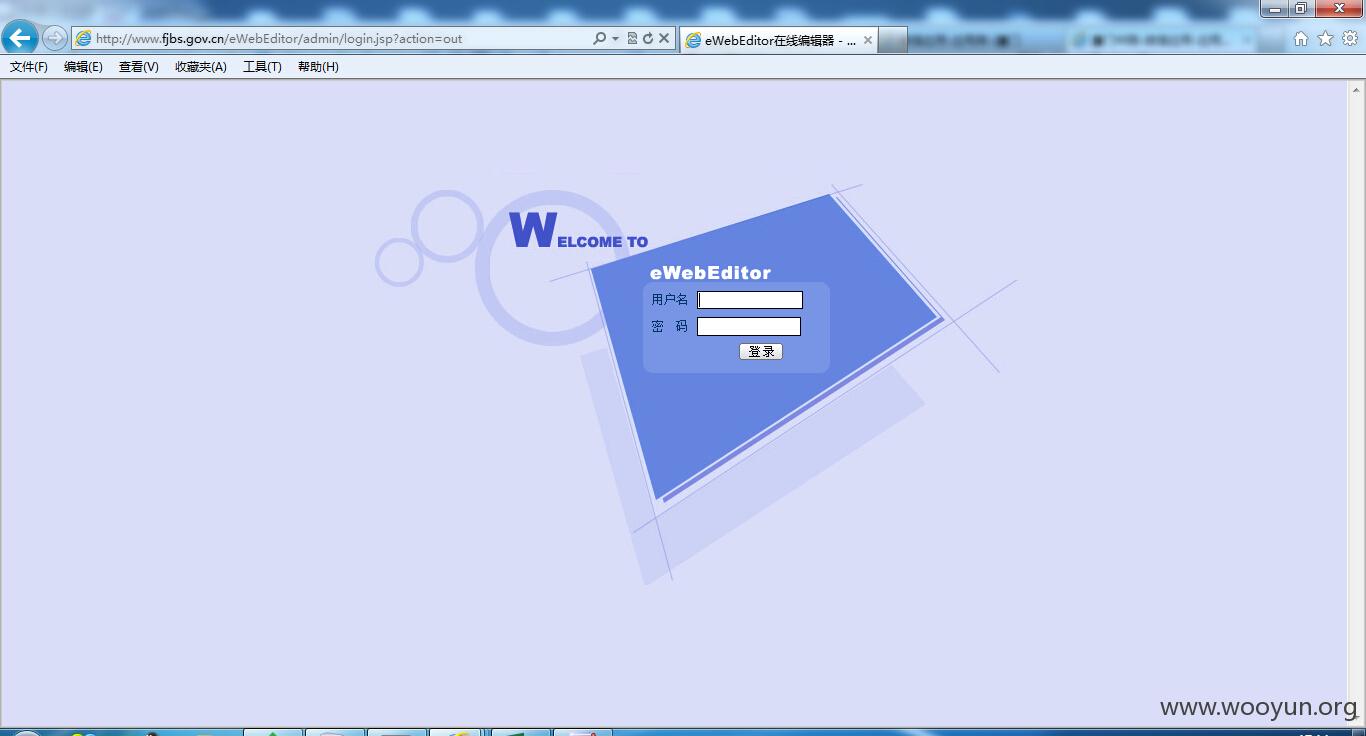 http://www.fjbs.gov.cn/eWebEditor/admin/login.jsp?action=out
eWebEditor在线编辑器 - ...
文件(F) 编辑(E) 查看(V) 收藏夹(A) 工具(T) 帮助(H)
WELCOME TO
eWebEditor
用户名
密 码
登录
www.wooyun.org